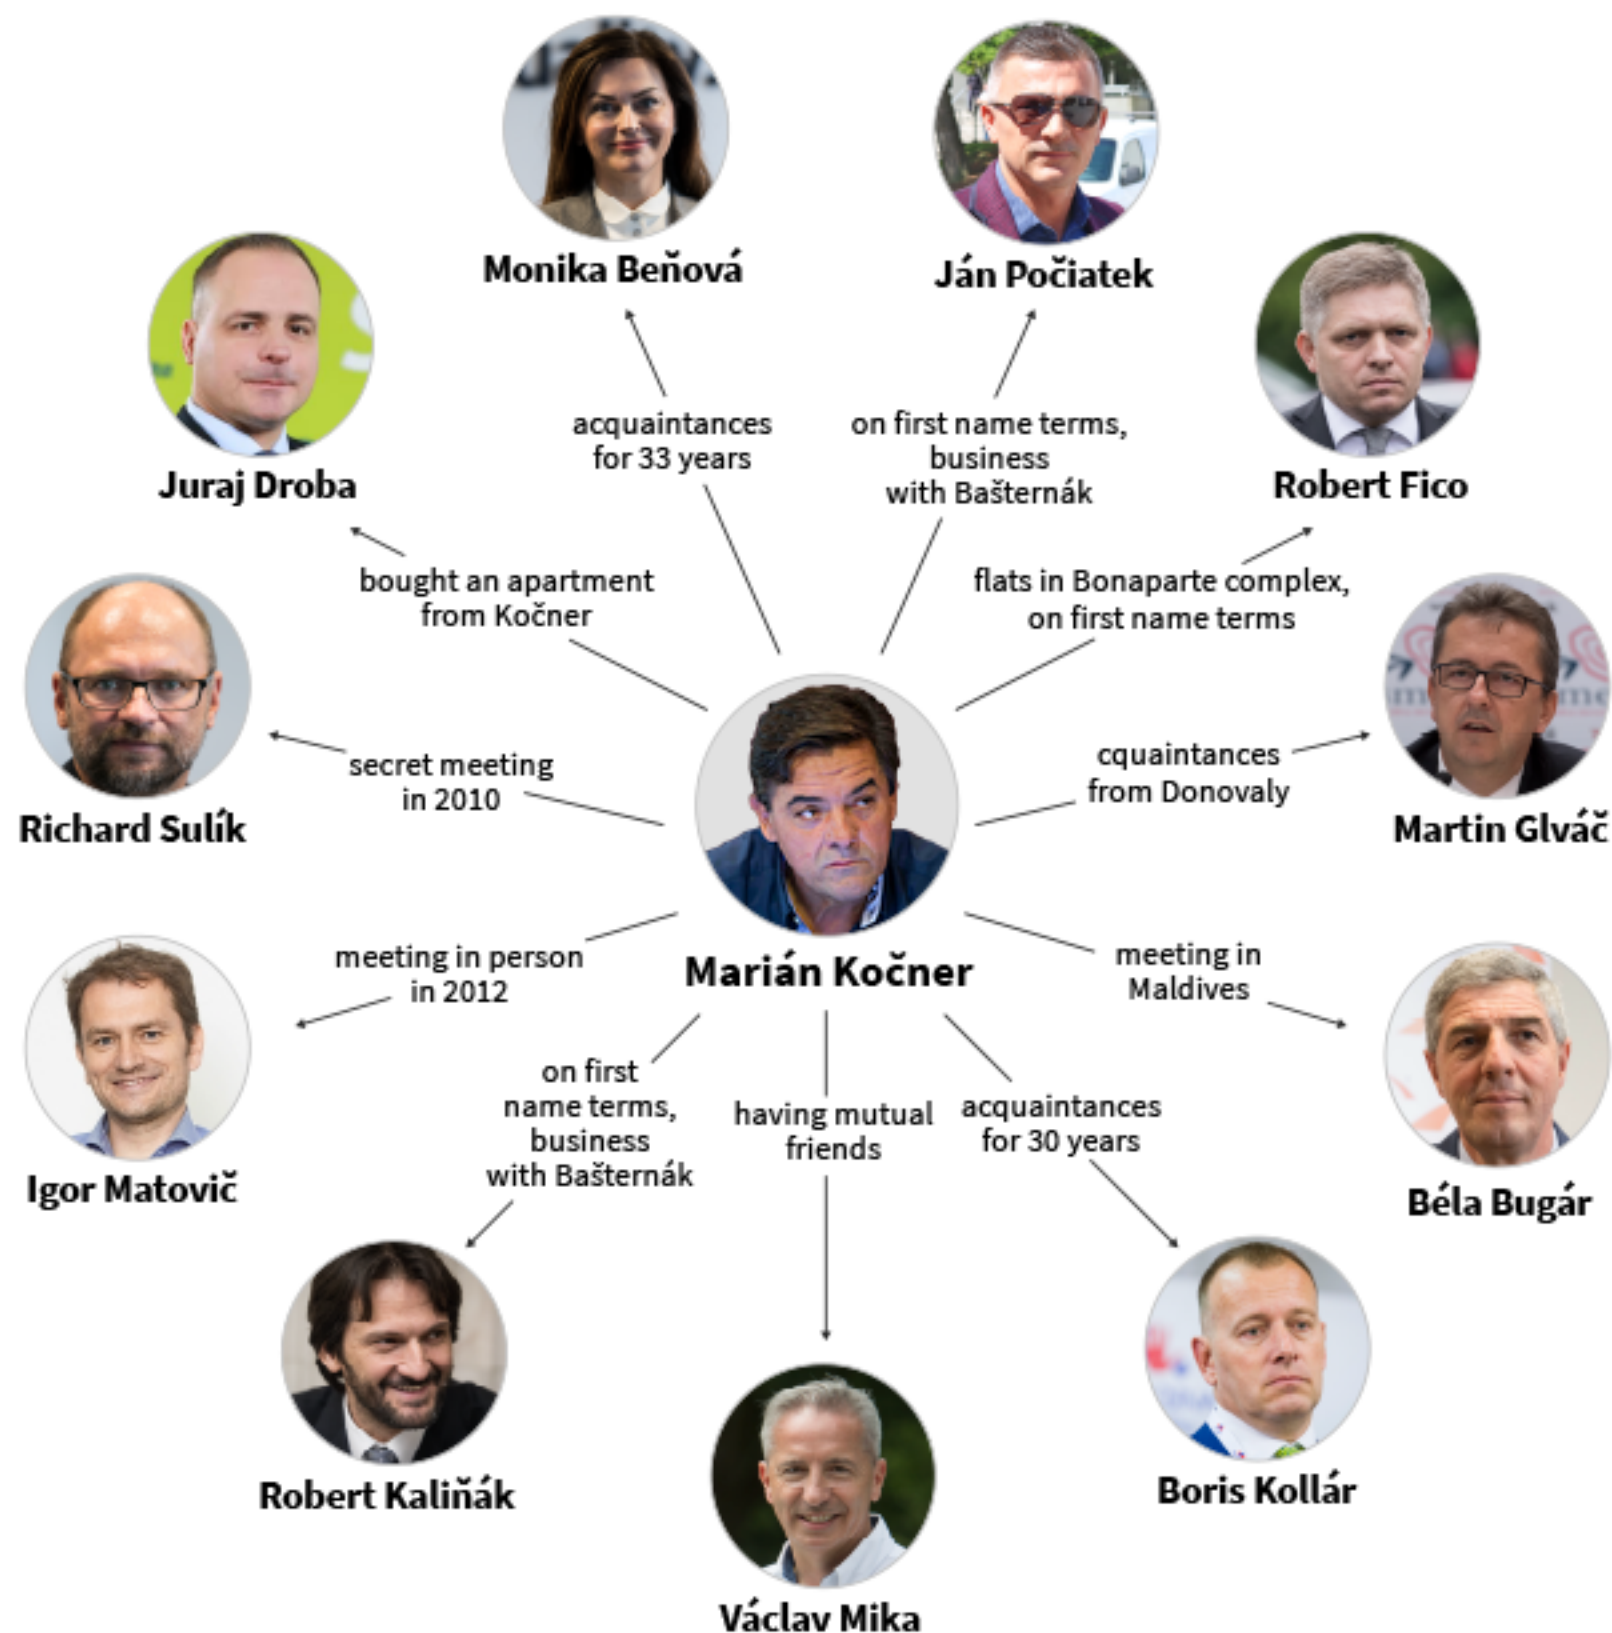 Monika Beňová
Ján Počiatek
Juraj Droba
Robert Fico
acquaintances
for 33 years
on first name terms,
business
with Bašternák
bought an apartment
from Kočner
flats in Bonaparte complex,
on first name terms
Richard Sulík
secret meeting
in 2010
cquaintances
from Donovaly
Martin Glváč
Marián Kočner
meeting in person
in 2012
meeting in
Maldives
Igor Matovič
Béla Bugár
on first
name terms,
business
with Bašternák
having mutual
friends
acquaintances
for 30 years
Robert Kaliňák
Boris Kollár
Václav Mika